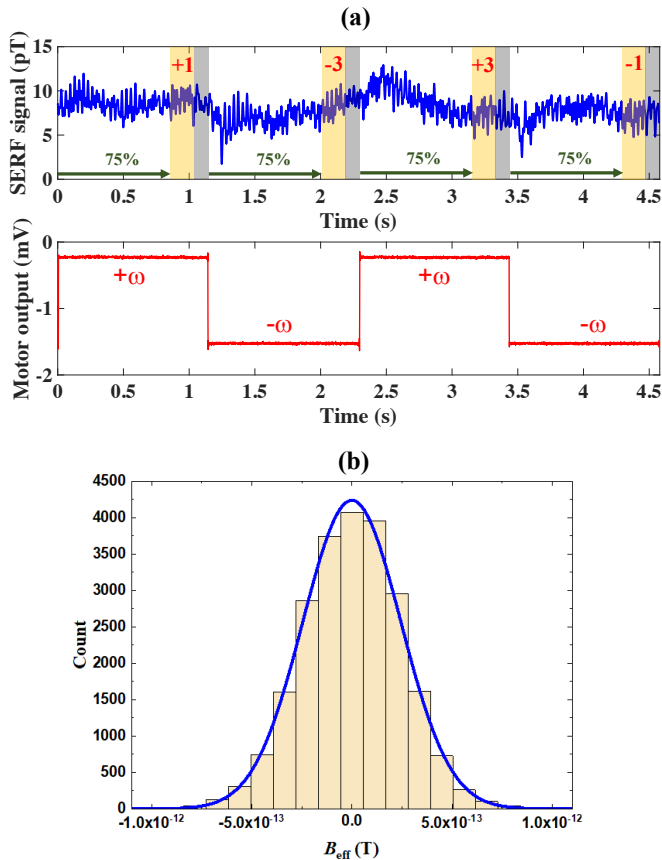 (a)
SERF signal (pT)
15
10
5
0
+1
-3
+3
-1
75%
75%
75%
75%
0 0.5 1 1.5 2 2.5 3 3.5 4 4.5
Time (s)
Motor output (mV)
0
-1
-2
+ω
-ω
+ω
-ω
0 0.5 1 1.5 2 2.5 3 3.5 4 4.5
Time (s)
(b)
Count
4500
4000
3500
3000
2500
2000
1500
1000
500
0
-1.0x10⁻¹² -5.0x10⁻¹³ 0.0 5.0x10⁻¹³ 1.0x10⁻¹²
B_eff (T)